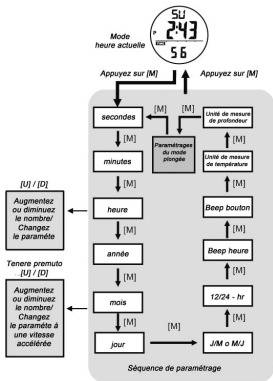 Mode
heure actuelle
SU
P
2:43
56
Appuyez sur [M]
Appuyez sur [M]
secondes
[M]
Paramétrages
du mode
plongée
[M]
Unité de mesure
de profondeur
[M]
[M]
minutes
Unité de mesure
de température
[M]
[M]
[U] / [D]
Augmentez
ou diminuez
le nombre/
Changez
le paraméte
heure
Beep bouton
[M]
[M]
année
Beep heure
Tenere premuto
..[U] / [D]
Augmentez
ou diminuez
le nombre/
Changez
le paraméte à
une vitesse
accélérée
[M]
[M]
mois
12/24 - hr
[M]
[M]
jour
[M]
J/M o M/J
Sèquence de paramétrage